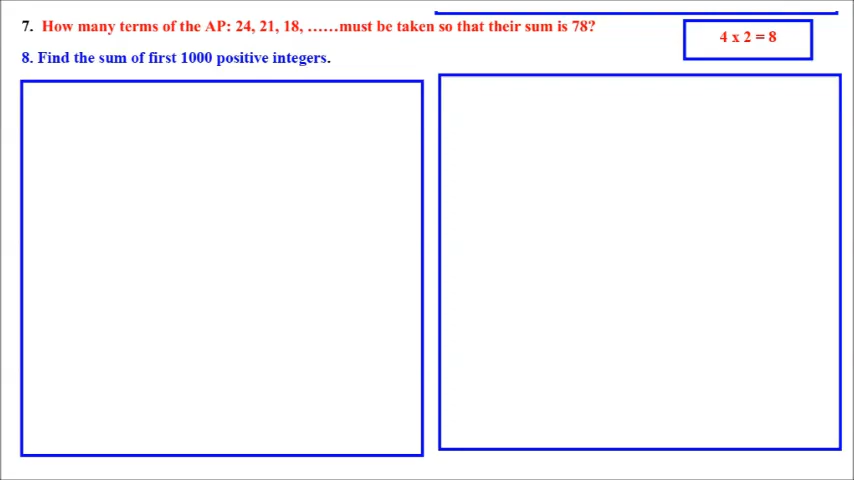 7. How many terms of the AP: 24, 21, 18, ……must be taken so that their sum is 78?
4 x 2 = 8
8. Find the sum of first 1000 positive integers.